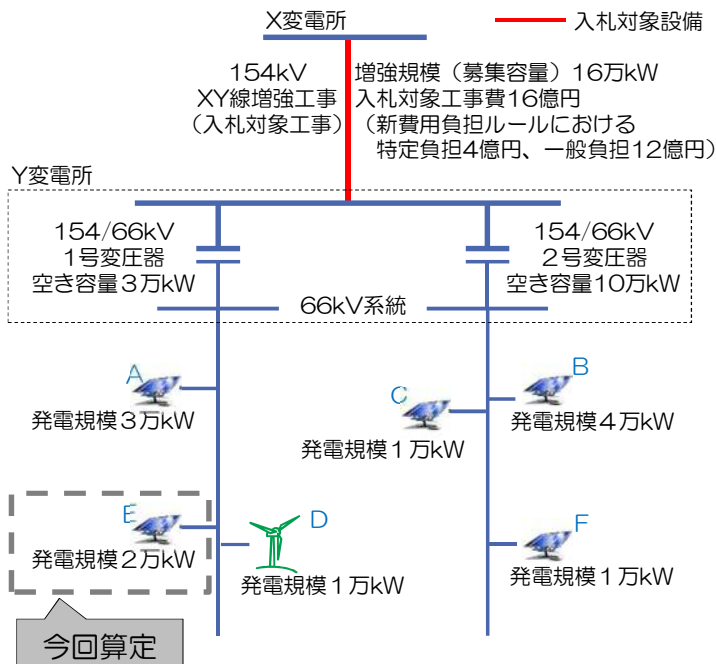 X変電所
入札対象設備
154kV
XY線増強工事
(入札対象工事)
増強規模(募集容量)16万kW
入札対象工事費16億円
(新費用負担ルールにおける
特定負担4億円、一般負担12億円)
Y変電所
154/66kV
1号変圧器
空き容量3万kW
154/66kV
2号変圧器
空き容量10万kW
66kV系統
A
発電規模3万kW
B
発電規模4万kW
C
発電規模1万kW
E
発電規模2万kW
D
発電規模1万kW
F
発電規模1万kW
今回算定